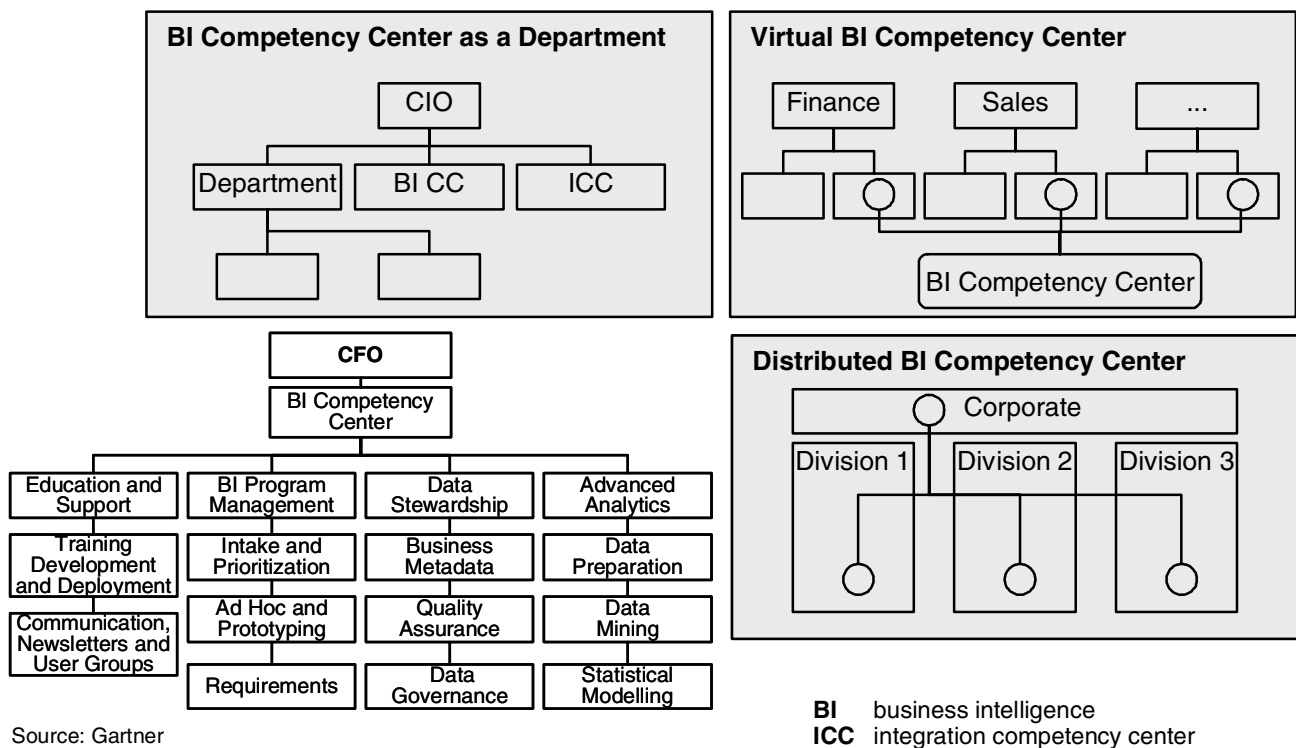 BI Competency Center as a Department
CIO
Department
BI CC
ICC
Virtual BI Competency Center
Finance
Sales
...
BI Competency Center
CFO
BI Competency
Center
Education and
Support
Training
Development
and Deployment
Communication,
Newsletters and
User Groups
BI Program
Management
Intake and
Prioritization
Ad Hoc and
Prototyping
Requirements
Data
Stewardship
Business
Metadata
Quality
Assurance
Data
Governance
Advanced
Analytics
Data
Preparation
Data
Mining
Statistical
Modelling
Distributed BI Competency Center
Corporate
Division 1
Division 2
Division 3
BI business intelligence
ICC integration competency center
Source: Gartner